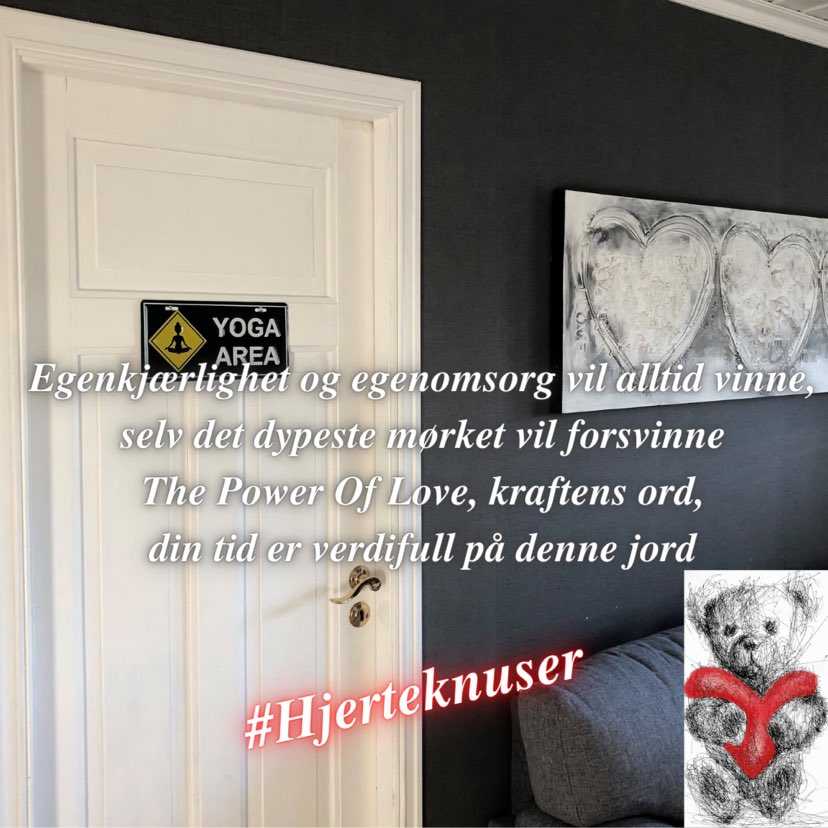 YOGA
AREA
Egenkjærlighet og egenomsorg vil alltid vinne,
selv det dypeste mørket vil forsvinne
The Power Of Love, kraftens ord,
din tid er verdifull på denne jord
#Hjerteknuser
LOVE